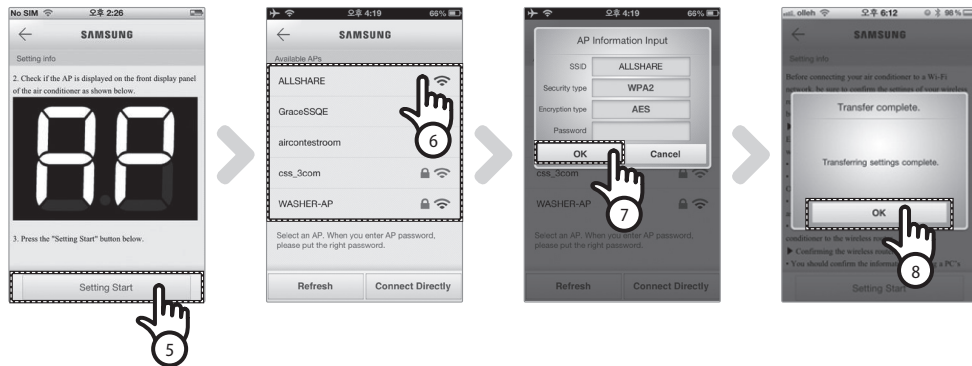 No SIM 오후 2:26
SAMSUNG
Setting info
2. Check if the AP is displayed on the front display panel
of the air conditioner as shown below.
AP
3. Press the "Setting Start" button below.
Setting Start
5
오후 4:19 66%
SAMSUNG
Available APs
ALLSHARE
GraceSSQE
aircontestroom
css_3com
WASHER-AP
Select an AP. When you enter AP password,
please put the right password.
Refresh Connect Directly
6
오후 4:19 66%
AP Information Input
SSID ALLSHARE
Security type WPA2
Encryption type AES
Password
OK Cancel
css_3com
WASHER-AP
Select an AP. When you enter AP password,
please put the right password.
Refresh Connect Directly
7
olleh 오후 6:12 98%
SAMSUNG
Setting info
Before connecting your air conditioner to a Wi-Fi
network, be sure to confirm the settings of your wireless
Transfer complete.
Transferring settings complete.
OK
conditioner to the wireless
▶ Confirming the wireless
• You should confirm the a PC's
Setting Start
8